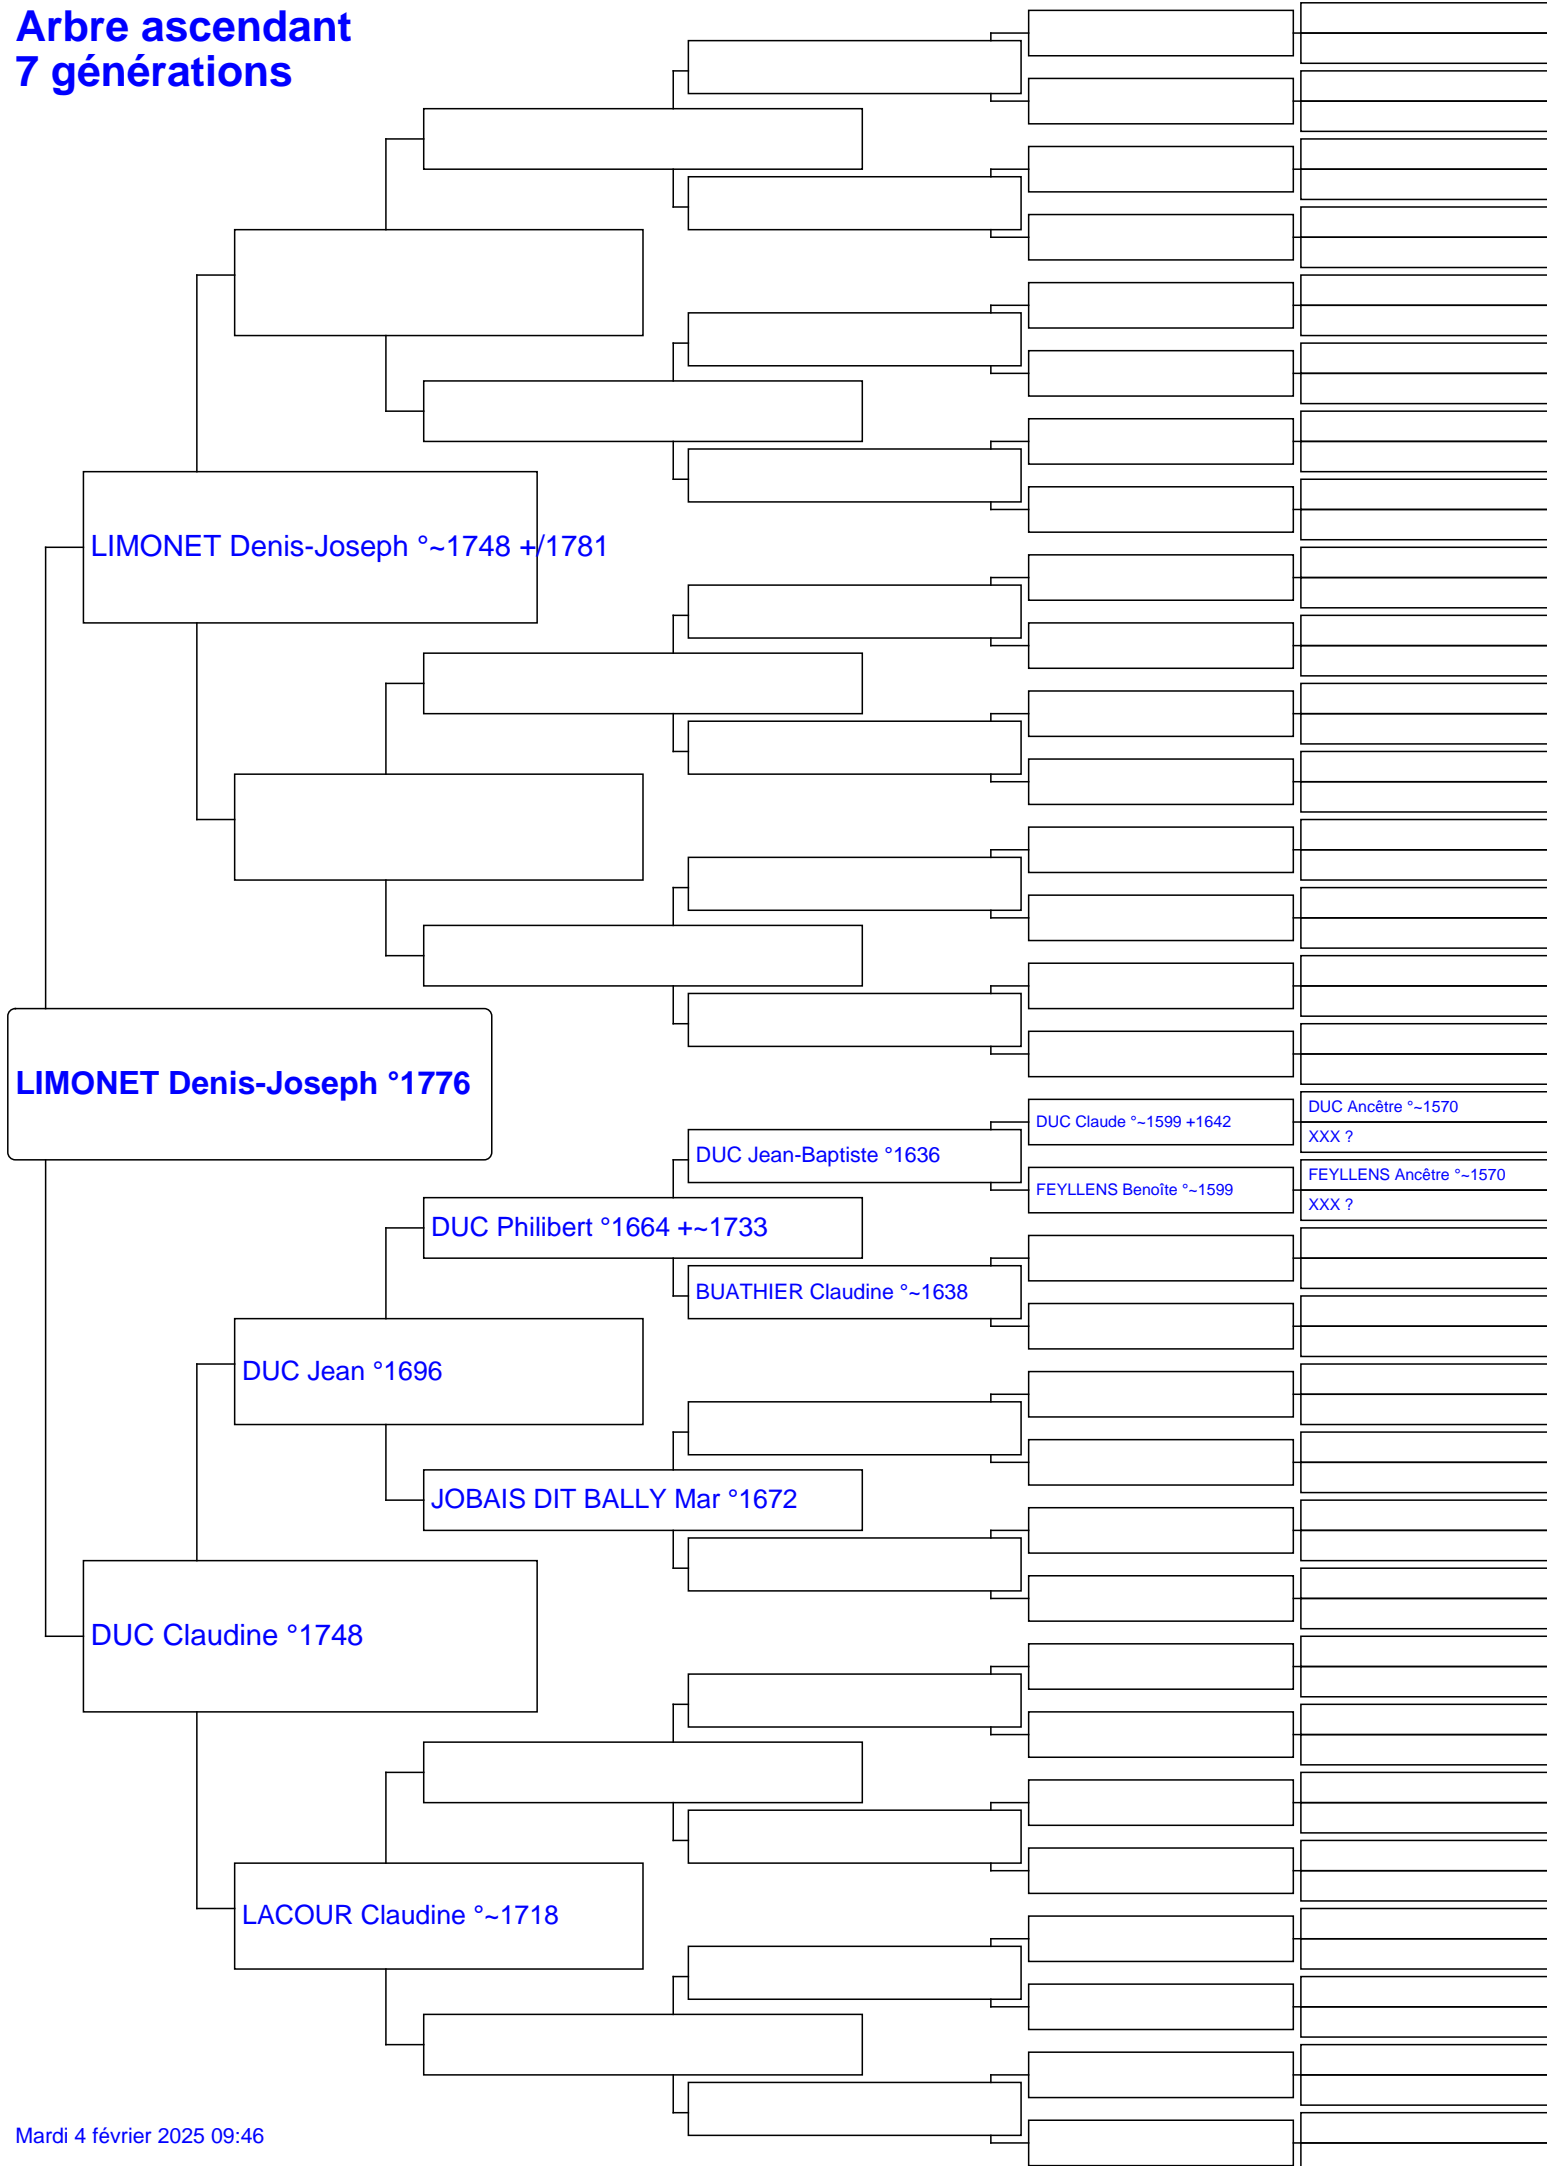 Arbre ascendant
7 générations
LIMONET Denis-Joseph °~1748 +/1781
LIMONET Denis-Joseph °1776
DUC Ancêtre °~1570
DUC Claude °~1599 +1642
XXX ?
DUC Jean-Baptiste °1636
FEYLLENS Ancêtre °~1570
FEYLLENS Benoîte °~1599
XXX ?
DUC Philibert °1664 +~1733
BUATHIER Claudine °~1638
DUC Jean °1696
JOBAIS DIT BALLY Mar °1672
DUC Claudine °1748
LACOUR Claudine °~1718
Mardi 4 février 2025 09:46